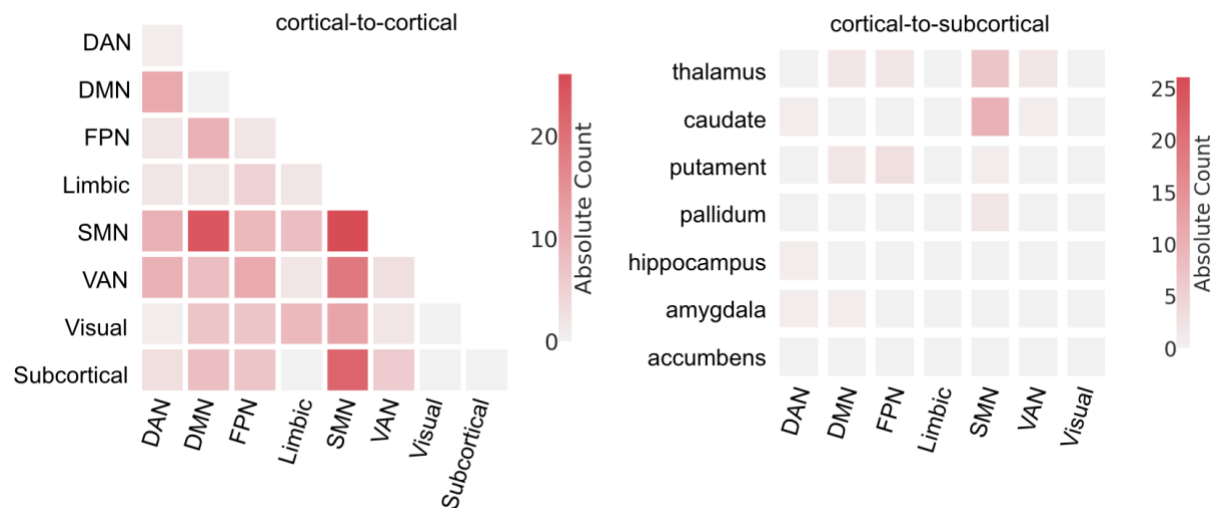 cortical-to-cortical
DAN
DMN
FPN
Limbic
SMN
VAN
Visual
Subcortical
DAN
DMN
FPN
Limbic
SMN
VAN
Visual
Subcortical
20
10
0
Absolute Count
cortical-to-subcortical
thalamus
caudate
putament
pallidum
hippocampus
amygdala
accumbens
DAN
DMN
FPN
Limbic
SMN
VAN
Visual
25
20
15
10
5
0
Absolute Count